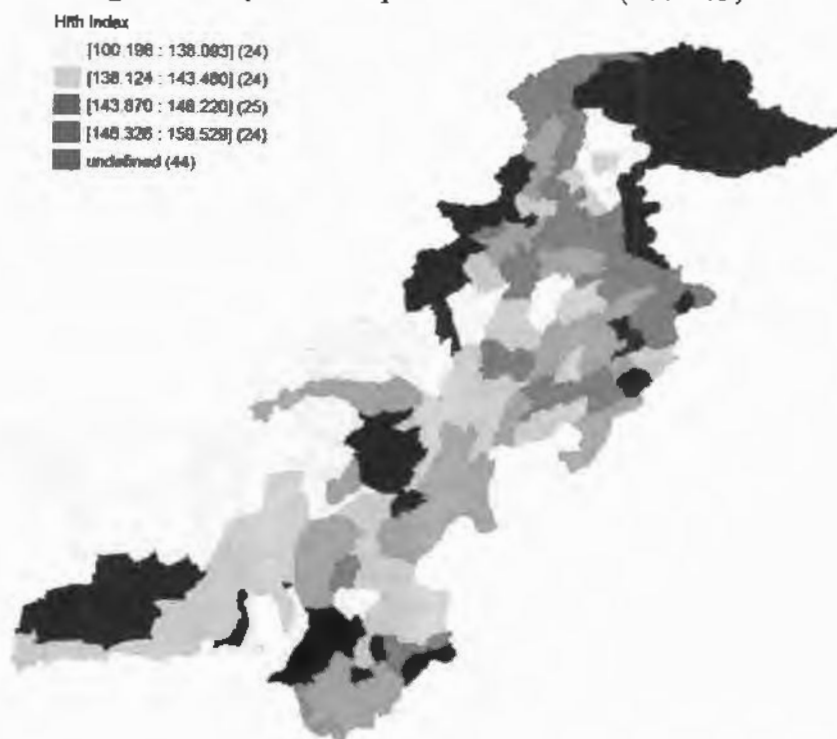 Hlth Index
[100.196 : 138.093] (24)
[138.124 : 143.460] (24)
[143.870 : 148.220] (25)
[148.326 : 158.529] (24)
undefined (44)